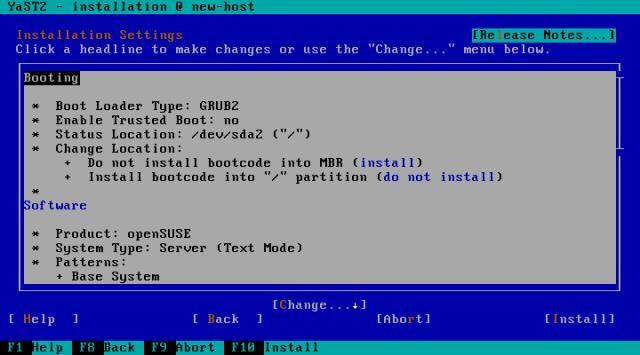 YaST2 - installation @ new-host
Installation Settings [Release Notes...]
Click a headline to make changes or use the "Change..." menu below.
Booting
* Boot Loader Type: GRUB2
* Enable Trusted Boot: no
* Status Location: /dev/sda2 ("/")
* Change Location:
+ Do not install bootcode into MBR (install)
+ Install bootcode into "/" partition (do not install)
*
Software
* Product: openSUSE
* System Type: Server (Text Mode)
* Patterns:
+ Base System
[Change...↓]
[ Help ] [ Back ] [Abort] [Install]
F1 Help F8 Back F9 Abort F10 Install